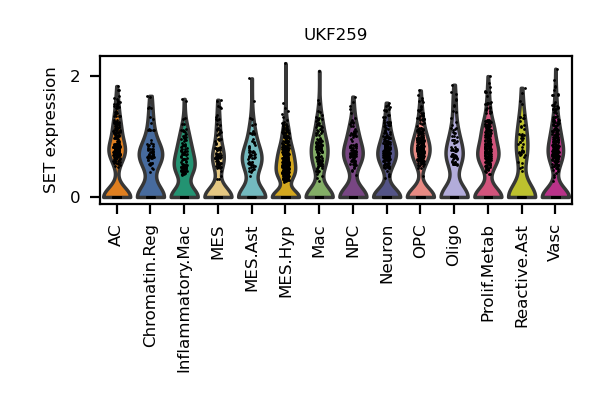 UKF259
SET expression
2
0
AC
Chromatin.Reg
Inflammatory.Mac
MES
MES.Ast
MES.Hyp
Mac
NPC
Neuron
OPC
Oligo
Prolif.Metab
Reactive.Ast
Vasc